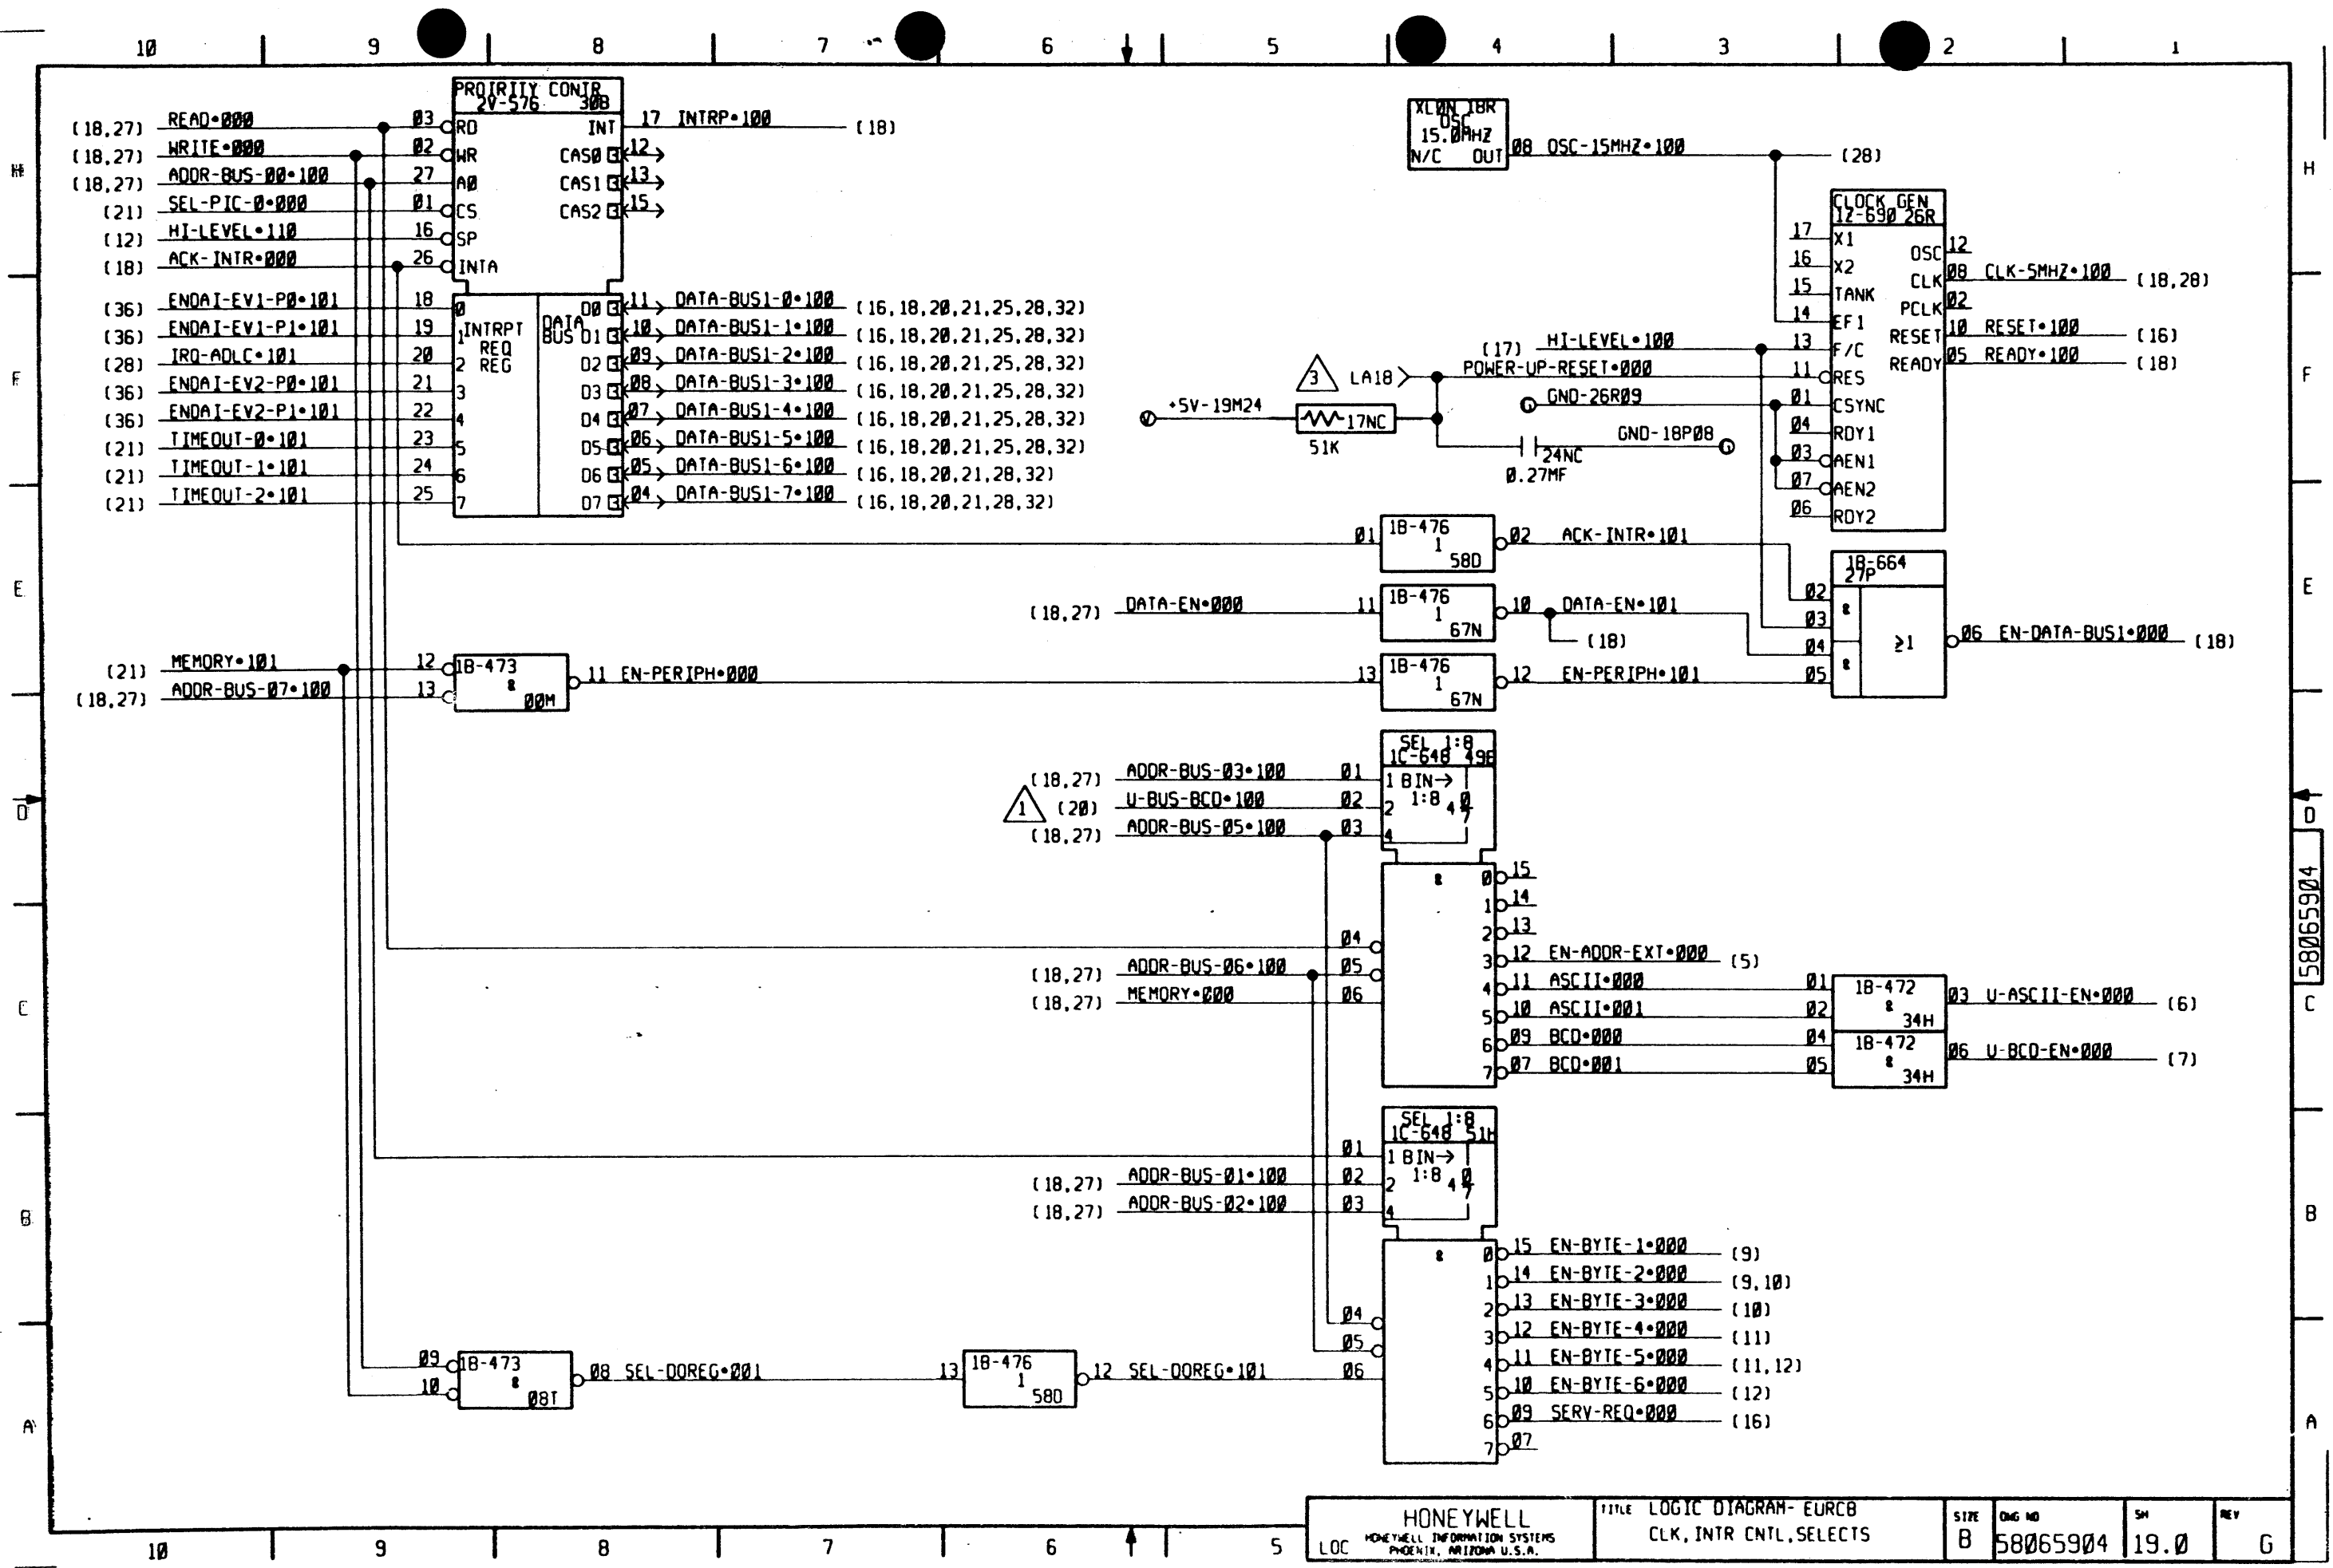 10 9 8 7 6 5 4 3 2 1
PROIRITY CONTR
2V-576 30B
(18,27) READ•000 03 RD INT 17 INTRP•100 (18)
(18,27) WRITE•000 02 WR CAS0 3 12
(18,27) ADDR-BUS-00•100 27 A0 CAS1 3 13
(21) SEL-PIC-0•000 01 CS CAS2 3 15
(12) HI-LEVEL•110 16 SP
(18) ACK-INTR•000 26 INTA
(36) ENDAI-EV1-P0•101 18 0 D0 3 11 DATA-BUS1-0•100 (16,18,20,21,25,28,32)
(36) ENDAI-EV1-P1•101 19 1 INTRPT DATA BUS D1 3 10 DATA-BUS1-1•100 (16,18,20,21,25,28,32)
(28) IRQ-ADLC•101 20 2 REQ REG D2 3 09 DATA-BUS1-2•100 (16,18,20,21,25,28,32)
(36) ENDAI-EV2-P0•101 21 3 D3 3 08 DATA-BUS1-3•100 (16,18,20,21,25,28,32)
(36) ENDAI-EV2-P1•101 22 4 D4 3 07 DATA-BUS1-4•100 (16,18,20,21,25,28,32)
(21) TIMEOUT-0•101 23 5 D5 3 06 DATA-BUS1-5•100 (16,18,20,21,25,28,32)
(21) TIMEOUT-1•101 24 6 D6 3 05 DATA-BUS1-6•100 (16,18,20,21,28,32)
(21) TIMEOUT-2•101 25 7 D7 3 04 DATA-BUS1-7•100 (16,18,20,21,28,32)
XL0N 18R
OSC
15.0MHZ
N/C OUT 08 OSC-15MHZ•100 (28)
CLOCK GEN
1Z-690 26R
17 X1
16 X2
15 TANK
14 EF1
(17) HI-LEVEL•100 13 F/C
3 LA18 POWER-UP-RESET•000 11 RES
GND-26R09 01 CSYNC
04 RDY1
03 AEN1
07 AEN2
06 RDY2
OSC 12
CLK 08 CLK-5MHZ•100 (18,28)
PCLK 02
RESET 10 RESET•100 (16)
READY 05 READY•100 (18)
+5V-19M24 17NC
51K
24NC GND-18P08
0.27MF
01 1B-476 1 58D 02 ACK-INTR•101
(18,27) DATA-EN•000 11 1B-476 1 67N 10 DATA-EN•101
(18)
13 1B-476 1 67N 12 EN-PERIPH•101
1B-664
27P
02
& 03
04
& 05
≥1 06 EN-DATA-BUS1•000 (18)
(21) MEMORY•101 12 1B-473
(18,27) ADDR-BUS-07•100 13 & 00M 11 EN-PERIPH•000
SEL 1:8
1C-648 49B
(18,27) ADDR-BUS-03•100 01 1 BIN→
1 (20) U-BUS-BCD•100 02 2 1:8 4 0 7
(18,27) ADDR-BUS-05•100 03 4
& 0 15
1 14
2 13
04 3 12 EN-ADDR-EXT•000 (5)
(18,27) ADDR-BUS-06•100 05 4 11 ASCII•000 01 1B-472
(18,27) MEMORY•000 06 5 10 ASCII•001 02 & 34H 03 U-ASCII-EN•000 (6)
6 09 BCD•000 04 1B-472
7 07 BCD•001 05 & 34H 06 U-BCD-EN•000 (7)
SEL 1:8
1C-648 51H
01 1 BIN→
(18,27) ADDR-BUS-01•100 02 2 1:8 4 0 7
(18,27) ADDR-BUS-02•100 03 4
& 0 15 EN-BYTE-1•000 (9)
1 14 EN-BYTE-2•000 (9,10)
04 2 13 EN-BYTE-3•000 (10)
05 3 12 EN-BYTE-4•000 (11)
06 4 11 EN-BYTE-5•000 (11,12)
5 10 EN-BYTE-6•000 (12)
6 09 SERV-REQ•000 (16)
7 07
09 1B-473
10 & 08T 08 SEL-DOREG•001 13 1B-476 1 58D 12 SEL-DOREG•101
H F E D C B A
H F E D C B A
58065904
10 9 8 7 6 5
LOC HONEYWELL
HONEYWELL INFORMATION SYSTEMS
PHOENIX, ARIZONA U.S.A.
TITLE LOGIC DIAGRAM- EURCB
CLK, INTR CNTL, SELECTS
SIZE B
DWG NO 58065904
SH 19.0
REV G